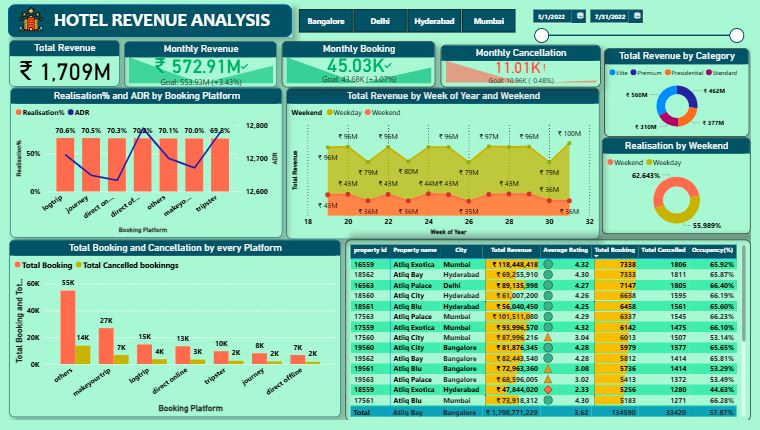 HOTEL REVENUE ANALYSIS
Bangalore Delhi Hyderabad Mumbai
5/1/2022 7/31/2022
Total Revenue
₹ 1,709M
Monthly Revenue
₹ 572.91M✓
Goal: 553.93M (+3.43%)
Monthly Booking
45.03K✓
Goal: 43.68K (+3.07%)
Monthly Cancellation
11.01K!
Goal: 10.96K (-0.48%)
Total Revenue by Category
Elite Premium Presidential Standard
₹ 560M ₹ 462M
₹ 310M ₹ 377M
Realisation% and ADR by Booking Platform
Realisation% ADR
70.6% 70.5% 70.3% 70.2% 70.1% 70.0% 69.8%
12,800
50% 12,700
0% 12,600
Realisation%
ADR
logtrip journey direct on... direct of... others makeyo... tripster
Booking Platform
Total Revenue by Week of Year and Weekend
Weekend Weekday Weekend
₹ 96M ₹ 96M ₹ 79M ₹ 80M ₹ 96M ₹ 79M ₹ 97M ₹ 96M ₹ 79M ₹ 100M
₹ 43M ₹ 43M ₹ 36M ₹ 43M ₹ 36M ₹ 44M ₹ 43M ₹ 36M ₹ 43M ₹ 43M ₹ 36M ₹ 36M
Total Revenue
18 20 22 24 26 28 30 32
Week of Year
Realisation by Weekend
Weekend Weekday
62.643%
55.989%
Total Booking and Cancellation by every Platform
Total Booking Total Cancelled bookinngs
Total Booking and Tot...
60K
40K
20K
0K
55K 14K 27K 7K 15K 4K 13K 3K 10K 2K 8K 2K 7K 2K
others makeyourtrip logtrip direct online tripster journey direct offline
Booking Platform
property id Property name City Total Revenue Average Rating Total Booking Total Cancelled Occupancy(%)
16559 Atliq Exotica Mumbai ₹ 118,448,418 4.32 7338 1806 65.92%
18562 Atliq Bay Hyderabad ₹ 69,255,910 4.30 7333 1811 65.87%
16563 Atliq Palace Delhi ₹ 89,135,998 4.27 7147 1805 66.40%
18560 Atliq City Hyderabad ₹ 61,007,200 4.26 6638 1595 66.19%
18561 Atliq Blu Hyderabad ₹ 56,040,450 4.25 6458 1561 65.60%
17563 Atliq Palace Mumbai ₹ 101,511,080 4.29 6337 1545 66.23%
17559 Atliq Exotica Mumbai ₹ 93,996,570 4.32 6142 1475 66.10%
17560 Atliq City Mumbai ₹ 87,996,216 3.04 6013 1507 53.14%
19560 Atliq City Bangalore ₹ 81,876,345 4.28 5979 1577 65.65%
19562 Atliq Bay Bangalore ₹ 82,443,540 4.28 5812 1414 65.81%
19561 Atliq Blu Bangalore ₹ 72,963,360 3.08 5736 1414 53.29%
19563 Atliq Palace Bangalore ₹ 68,596,005 3.02 5413 1372 53.49%
18559 Atliq Exotica Hyderabad ₹ 47,844,020 2.33 5256 1280 44.63%
17561 Atliq Blu Mumbai ₹ 73,918,312 4.30 5183 1271 66.28%
Total Atliq Bay Bangalore ₹ 1,708,771,229 3.62 134590 33420 57.87%